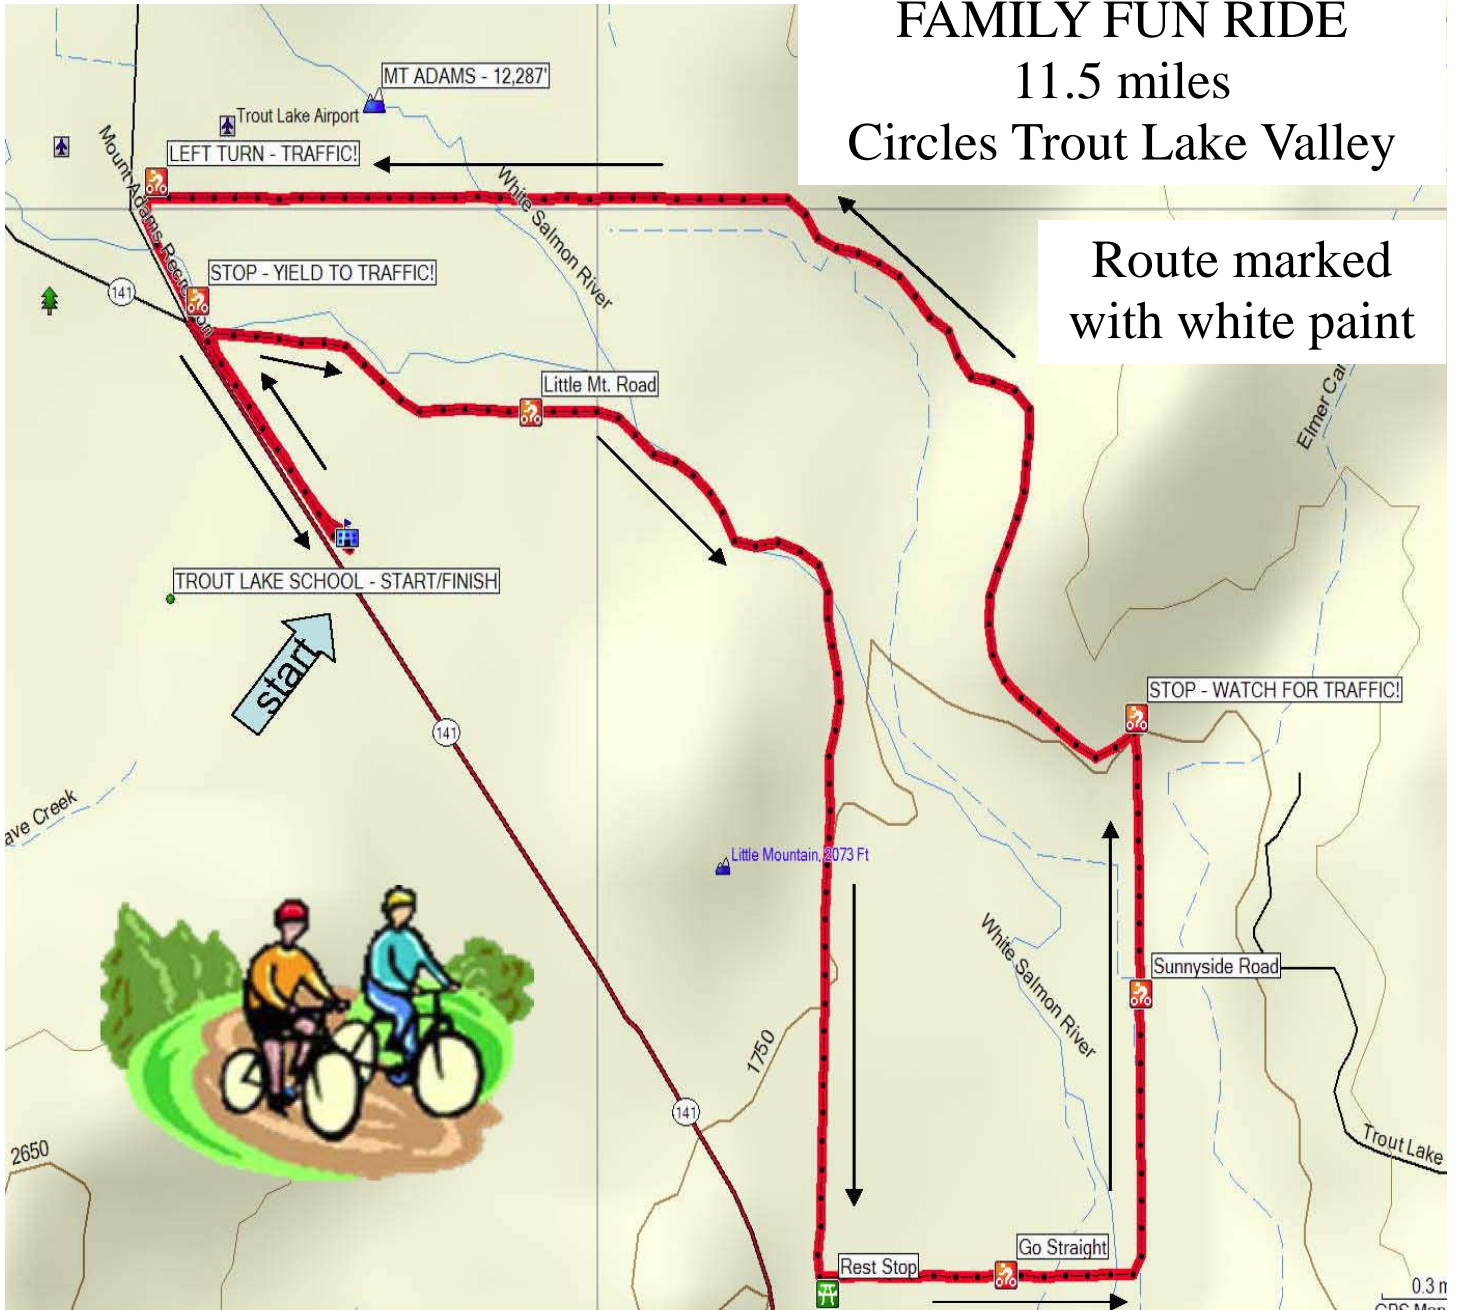 FAMILY FUN RIDE
11.5 miles
Circles Trout Lake Valley
MT ADAMS - 12,287'
Trout Lake Airport
LEFT TURN - TRAFFIC!
Mount Adams Recre
White Salmon River
Route marked
with white paint
STOP - YIELD TO TRAFFIC!
141
Little Mt. Road
Elmer Ca
TROUT LAKE SCHOOL - START/FINISH
start
STOP - WATCH FOR TRAFFIC!
141
ave Creek
Little Mountain, 2073 Ft
White Salmon River
Sunnyside Road
1750
141
Trout Lake
2650
Go Straight
Rest Stop
0.3 m